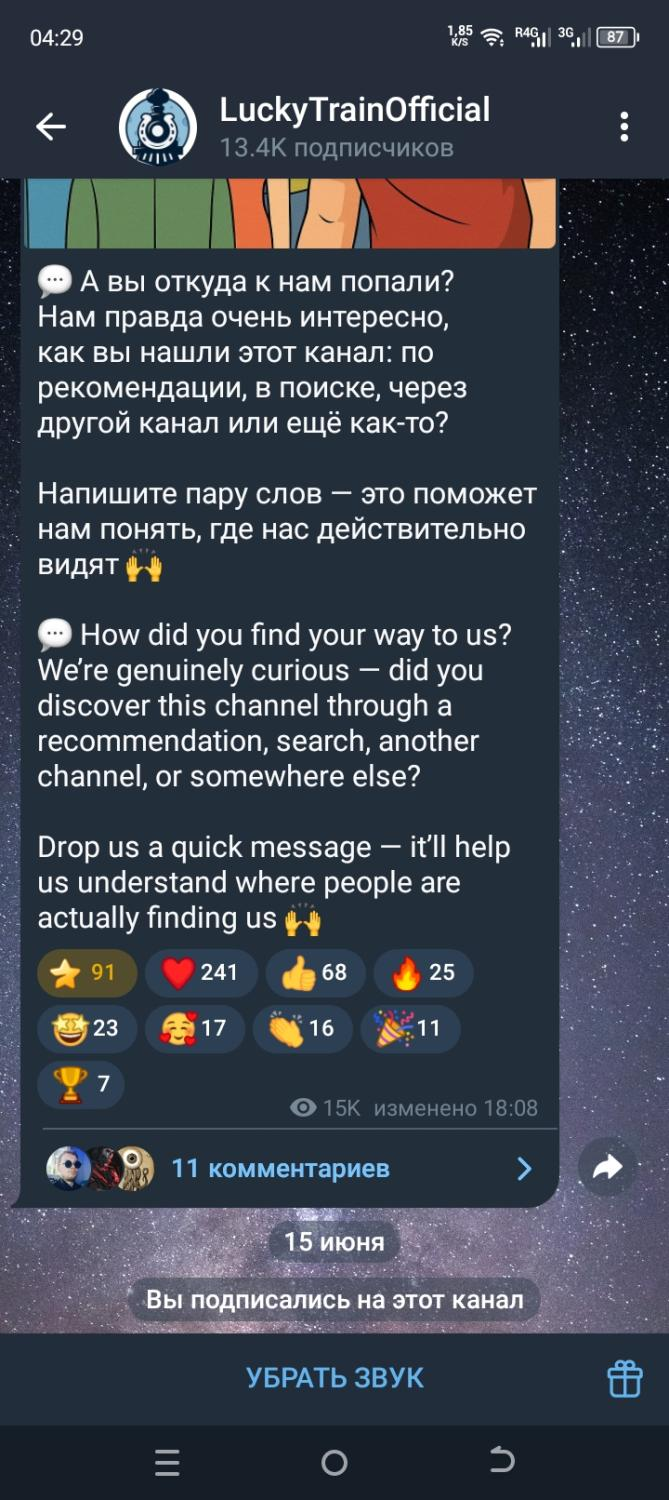 04:29
1,85 K/S R4G 3G 87
LuckyTrainOfficial
13.4K подписчиков
💬 А вы откуда к нам попали?
Нам правда очень интересно,
как вы нашли этот канал: по
рекомендации, в поиске, через
другой канал или ещё как-то?
Напишите пару слов — это поможет
нам понять, где нас действительно
видят 🙌
💬 How did you find your way to us?
We’re genuinely curious — did you
discover this channel through a
recommendation, search, another
channel, or somewhere else?
Drop us a quick message — it’ll help
us understand where people are
actually finding us 🙌
⭐ 91 ❤️ 241 👍 68 🔥 25
🤩 23 🥰 17 👏 16 🎉 11
🏆 7
15K изменено 18:08
11 комментариев
15 июня
Вы подписались на этот канал
УБРАТЬ ЗВУК